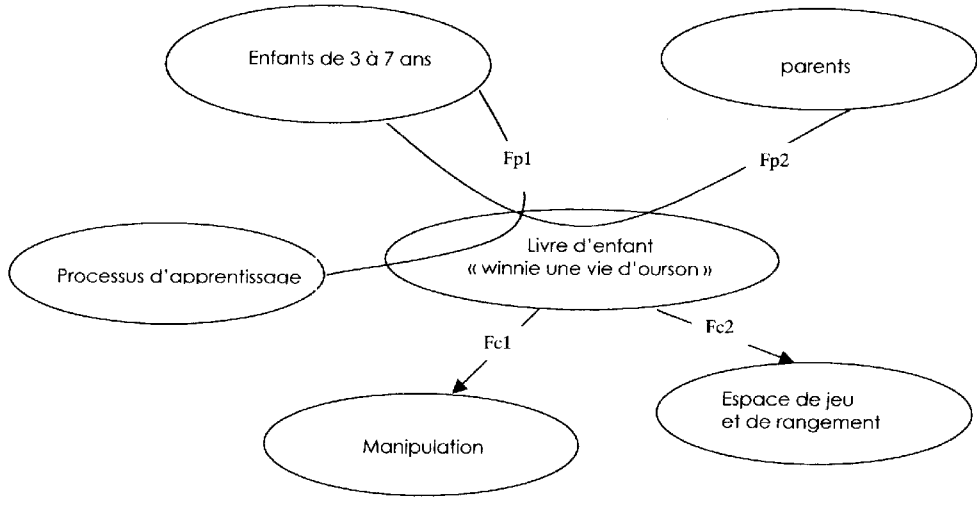 Enfants de 3 à 7 ans
parents
Fp1
Fp2
Livre d'enfant
« winnie une vie d'ourson »
Processus d'apprentissage
Fc1
Fc2
Espace de jeu
et de rangement
Manipulation